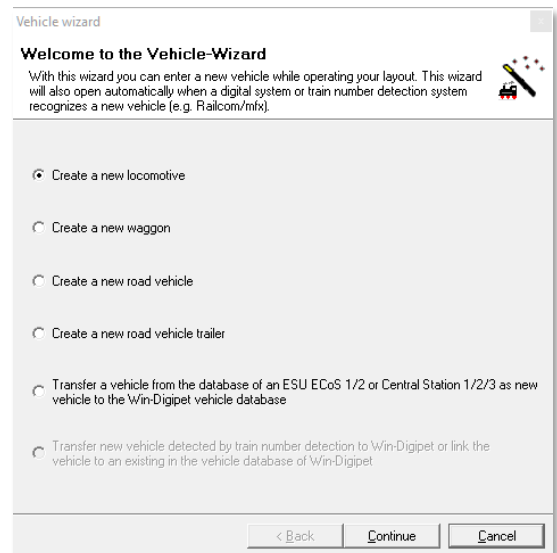 Vehicle wizard
Welcome to the Vehicle-Wizard
With this wizard you can enter a new vehicle while operating your layout. This wizard
will also open automatically when a digital system or train number detection system
recognizes a new vehicle (e.g. Railcom/mfx).
Create a new locomotive
Create a new waggon
Create a new road vehicle
Create a new road vehicle trailer
Transfer a vehicle from the database of an ESU ECoS 1/2 or Central Station 1/2/3 as new
vehicle to the Win-Digipet vehicle database
Transfer new vehicle detected by train number detection to Win-Digipet or link the
vehicle to an existing in the vehicle database of Win-Digipet
< Back Continue Cancel